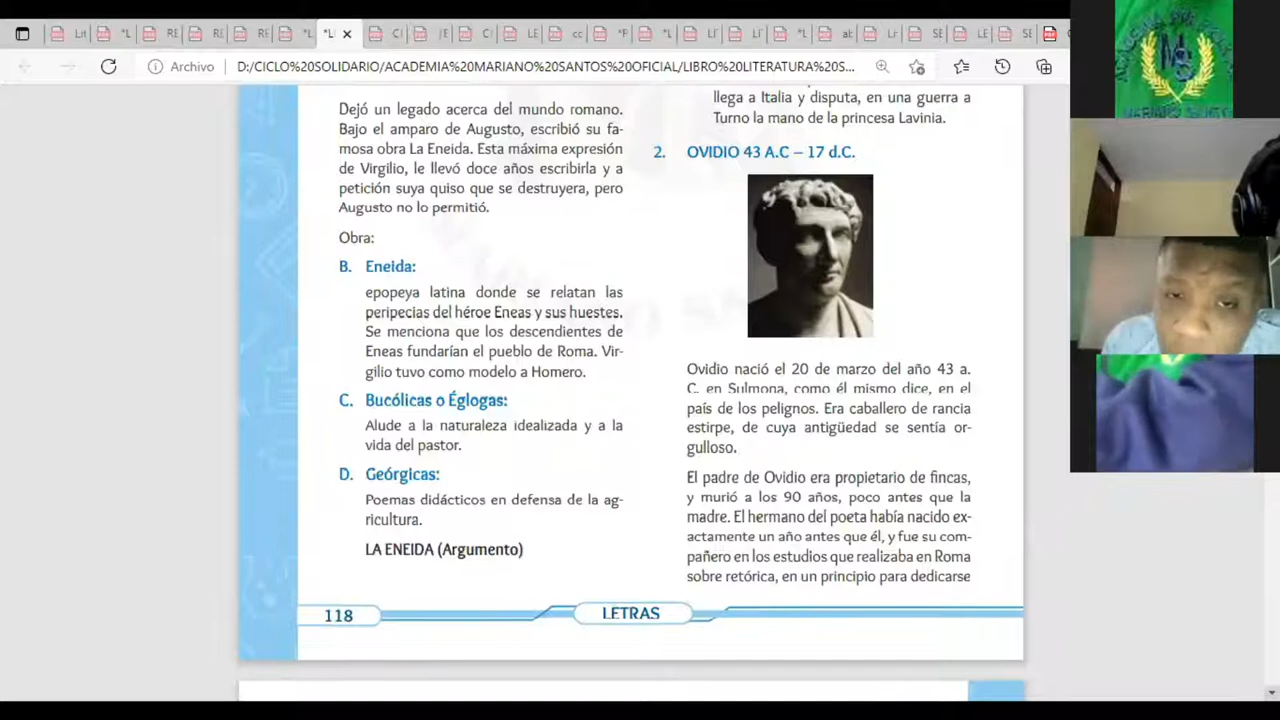 Archivo
D:/CICLO%20SOLIDARIO/ACADEMIA%20MARIANO%20SANTOS%20OFICIAL/LIBRO%20LITERATURA%20S...
Dejó un legado acerca del mundo romano.
Bajo el amparo de Augusto, escribió su fa-
mosa obra La Eneida. Esta máxima expresión
de Virgilio, le llevó doce años escribirla y a
petición suya quiso que se destruyera, pero
Augusto no lo permitió.
Obra:
B. Eneida:
epopeya latina donde se relatan las
peripecias del héroe Eneas y sus huestes.
Se menciona que los descendientes de
Eneas fundarían el pueblo de Roma. Vir-
gilio tuvo como modelo a Homero.
C. Bucólicas o Églogas:
Alude a la naturaleza idealizada y a la
vida del pastor.
D. Geórgicas:
Poemas didácticos en defensa de la ag-
ricultura.
LA ENEIDA (Argumento)
llega a Italia y disputa, en una guerra a
Turno la mano de la princesa Lavinia.
2. OVIDIO 43 A.C – 17 d.C.
Ovidio nació el 20 de marzo del año 43 a.
C. en Sulmona, como él mismo dice, en el
país de los pelignos. Era caballero de rancia
estirpe, de cuya antigüedad se sentía or-
gulloso.
El padre de Ovidio era propietario de fincas,
y murió a los 90 años, poco antes que la
madre. El hermano del poeta había nacido ex-
actamente un año antes que él, y fue su com-
pañero en los estudios que realizaba en Roma
sobre retórica, en un principio para dedicarse
118
LETRAS